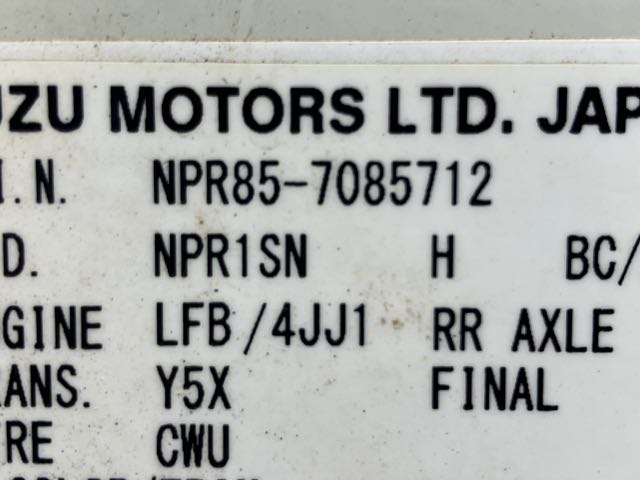 UZU MOTORS LTD. JAP
I.N. NPR85-7085712
D. NPR1SN H BC/
GINE LFB/4JJ1 RR AXLE
ANS. Y5X FINAL
RE CWU